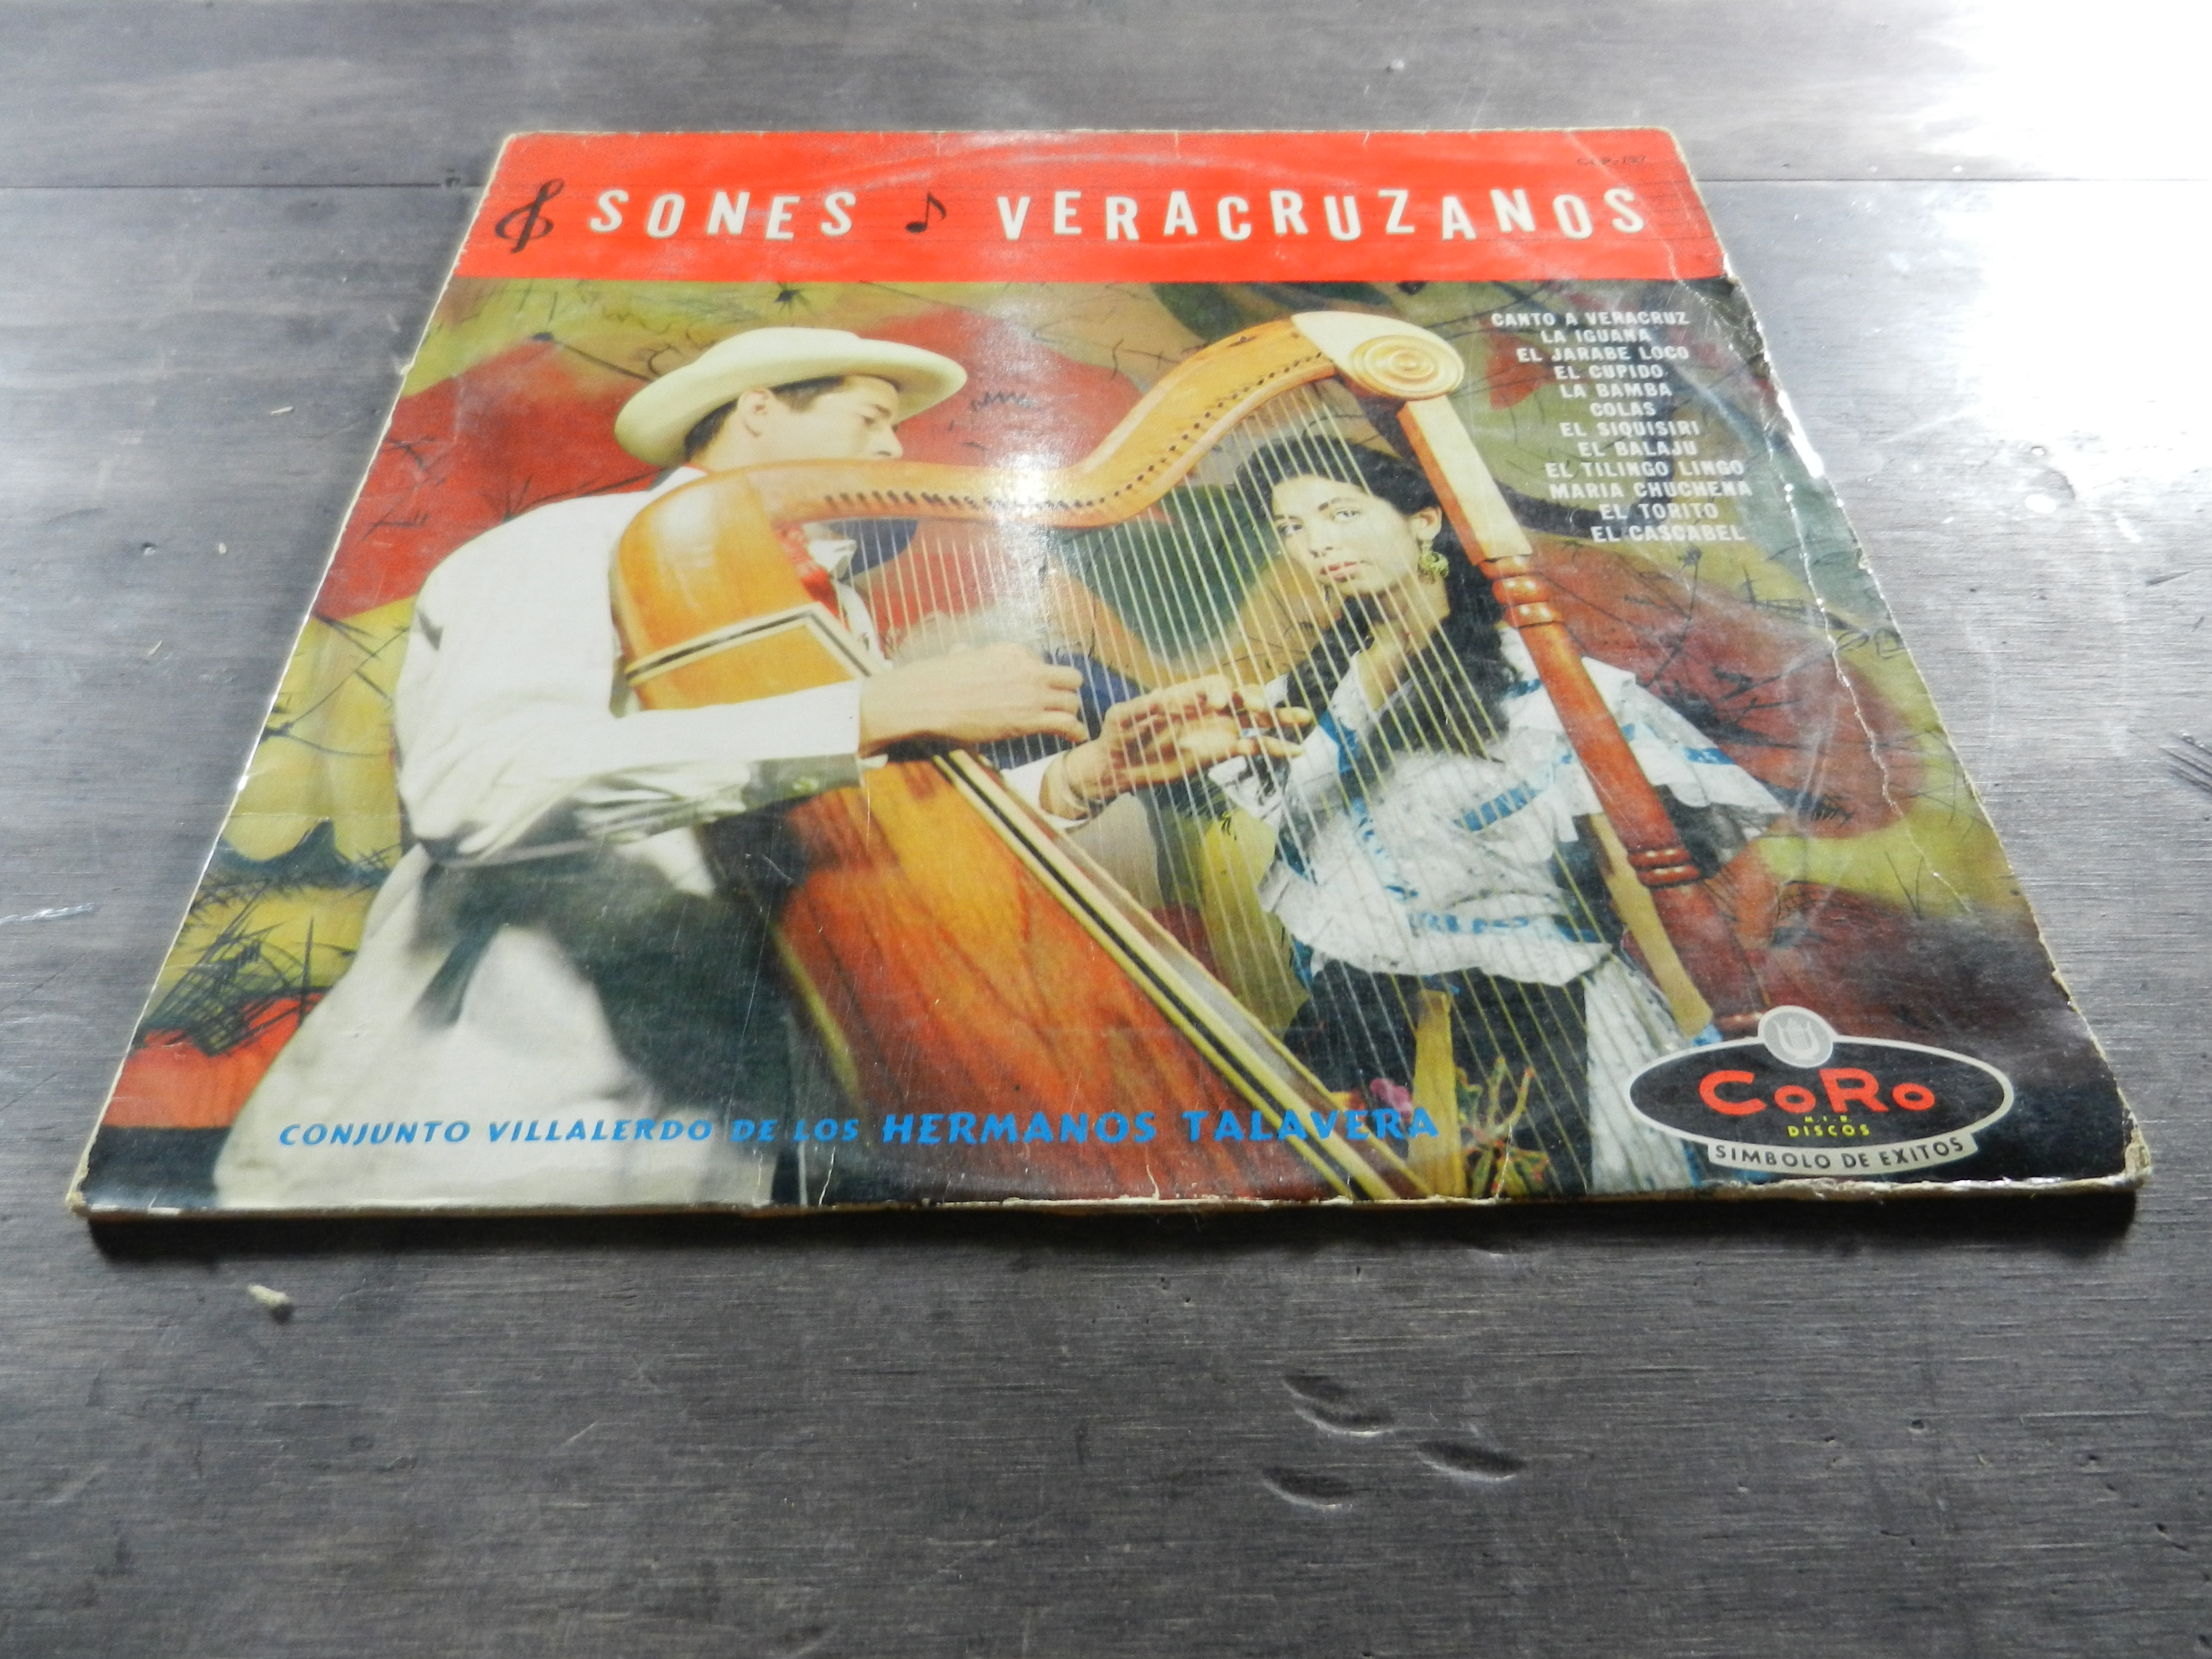 CLP-137
SONES VERACRUZANOS
CANTO A VERACRUZ
LA IGUANA
EL JARABE LOCO
EL CUPIDO
LA BAMBA
COLAS
EL SIQUISIRI
EL BALAJU
EL TILINGO LINGO
MARIA CHUCHENA
EL TORITO
EL CASCABEL
CONJUNTO VILLALERDO DE LOS HERMANOS TALAVERA
CoRo
M.I.R.
DISCOS
SIMBOLO DE EXITOS